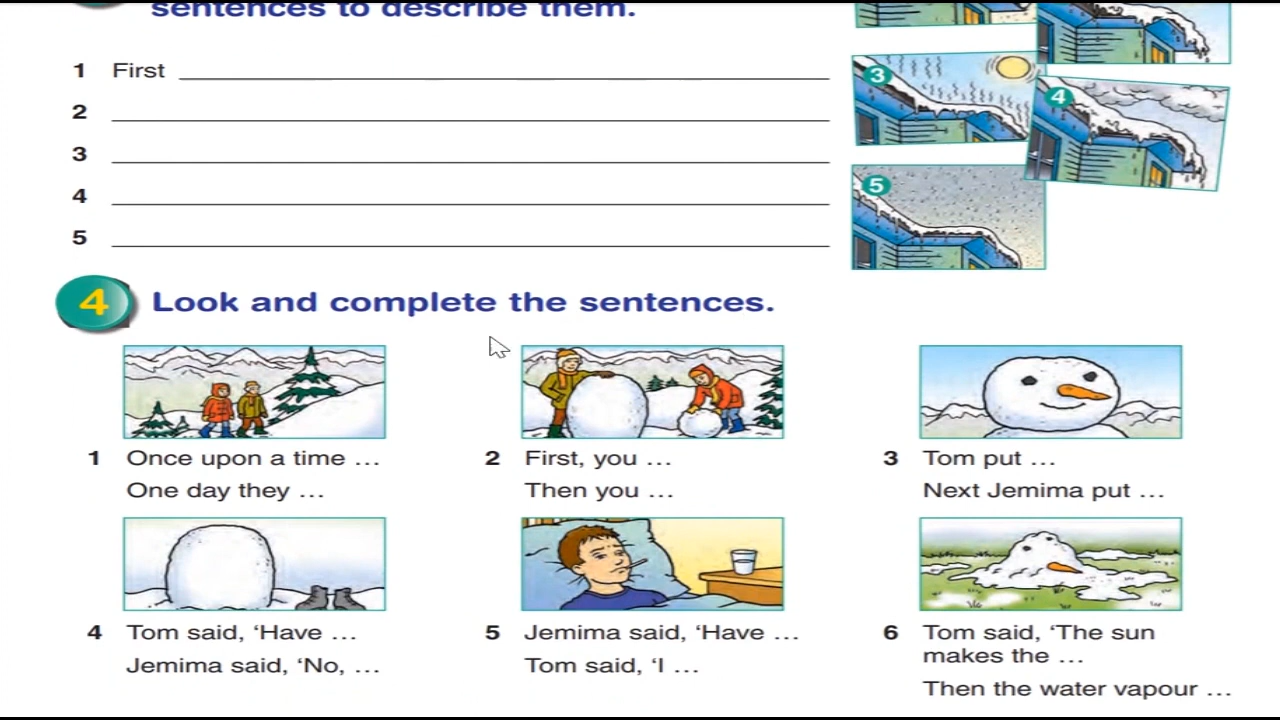 sentences to describe them.
1 First
2
3
4
5
3
4
5
4 Look and complete the sentences.
1 Once upon a time …
One day they …
2 First, you …
Then you …
3 Tom put …
Next Jemima put …
4 Tom said, ‘Have …
Jemima said, ‘No, …
5 Jemima said, ‘Have …
Tom said, ‘I …
6 Tom said, ‘The sun
makes the …
Then the water vapour …